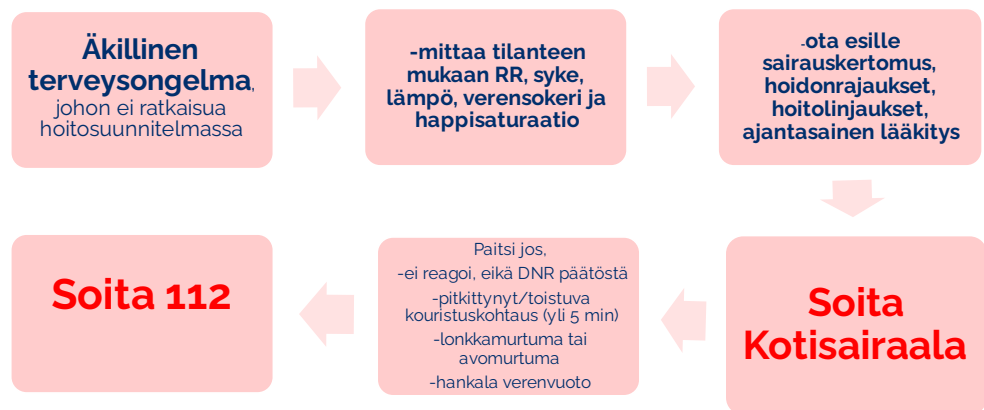 Äkillinen
terveysongelma,
johon ei ratkaisua
hoitosuunnitelmassa
-mittaa tilanteen
mukaan RR, syke,
lämpö, verensokeri ja
happisaturaatio
-ota esille
sairauskertomus,
hoidonrajaukset,
hoitolinjaukset,
ajantasainen lääkitys
Soita
Kotisairaala
Paitsi jos,
-ei reagoi, eikä DNR päätöstä
-pitkittynyt/toistuva
kouristuskohtaus (yli 5 min)
-lonkkamurtuma tai
avomurtuma
-hankala verenvuoto
Soita 112